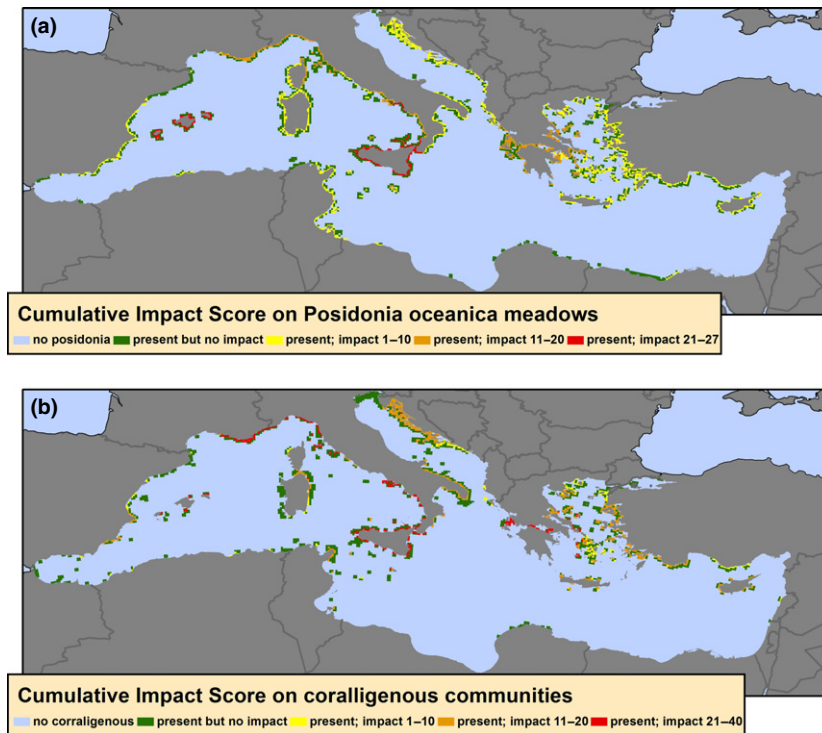 (a)
Cumulative Impact Score on Posidonia oceanica meadows
no posidonia present but no impact present; impact 1–10 present; impact 11–20 present; impact 21–27
(b)
Cumulative Impact Score on coralligenous communities
no corraligenous present but no impact present; impact 1–10 present; impact 11–20 present; impact 21–40